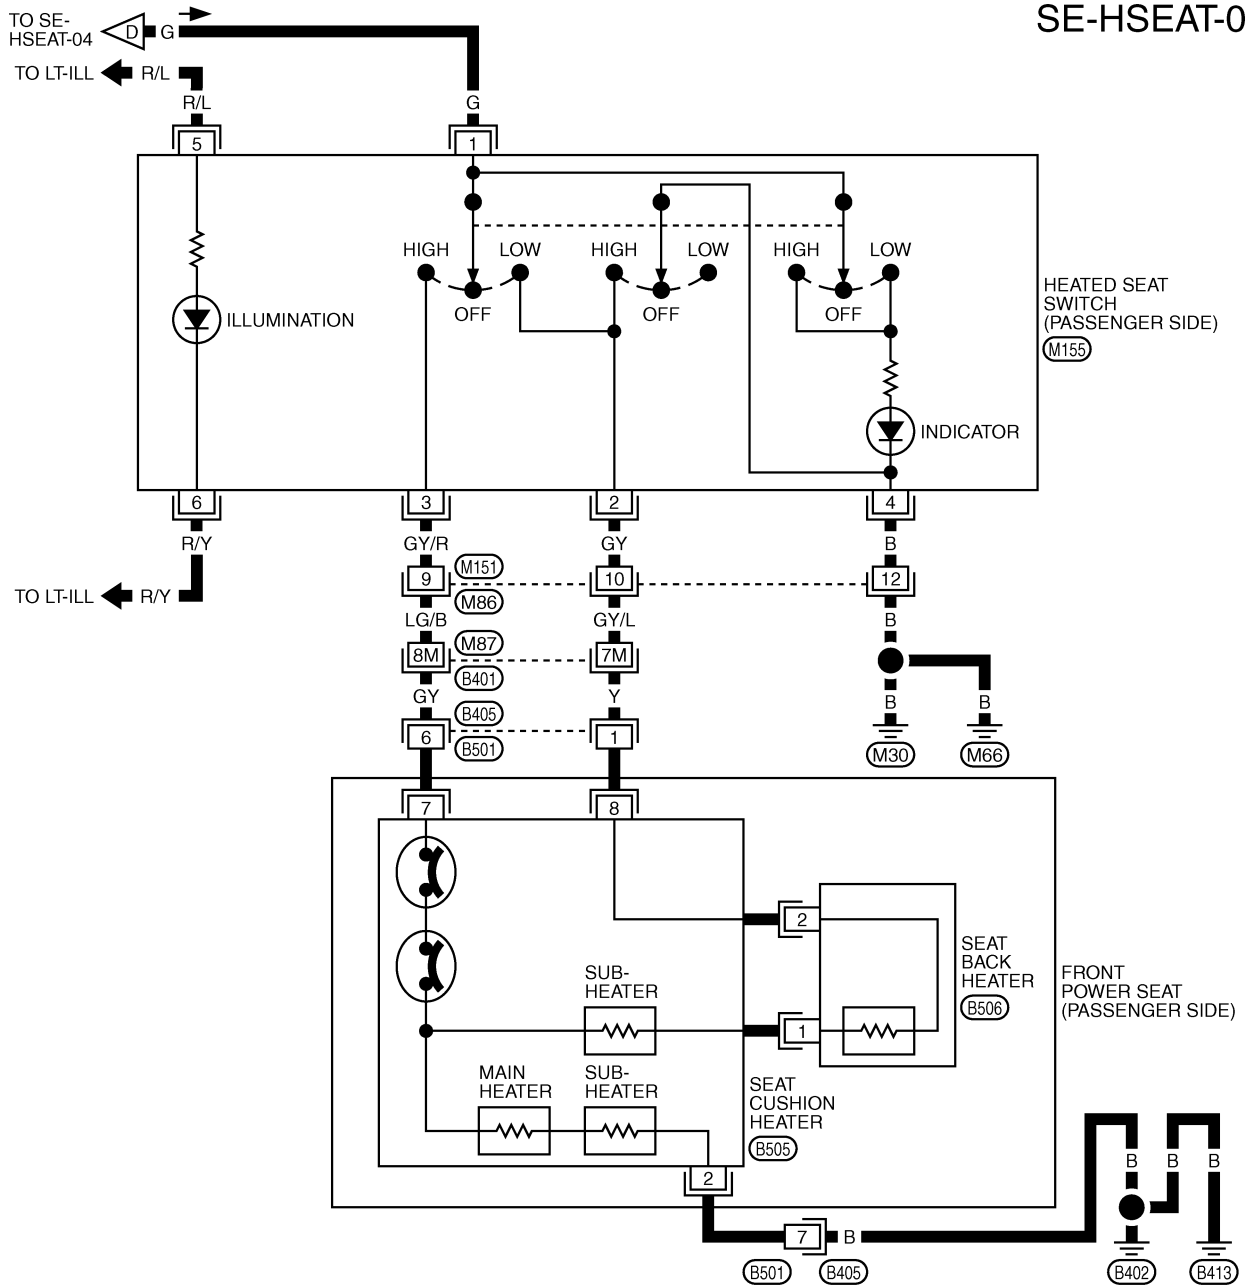 SE-HSEAT-0
TO SE-
HSEAT-04
D
G
TO LT-ILL
R/L
R/L
G
5
1
HIGH
LOW
HIGH
LOW
HIGH
LOW
OFF
OFF
OFF
ILLUMINATION
HEATED SEAT
SWITCH
(PASSENGER SIDE)
M155
INDICATOR
6
3
2
4
R/Y
GY/R
GY
B
M151
9
10
12
TO LT-ILL
R/Y
M86
LG/B
GY/L
B
M87
8M
7M
B401
GY
Y
B
B
B405
6
1
B501
M30
M66
7
8
2
SEAT
BACK
HEATER
B506
FRONT
POWER SEAT
(PASSENGER SIDE)
SUB-
HEATER
1
MAIN
HEATER
SUB-
HEATER
SEAT
CUSHION
HEATER
B505
2
B
B
B
7
B
B501
B405
B402
B413